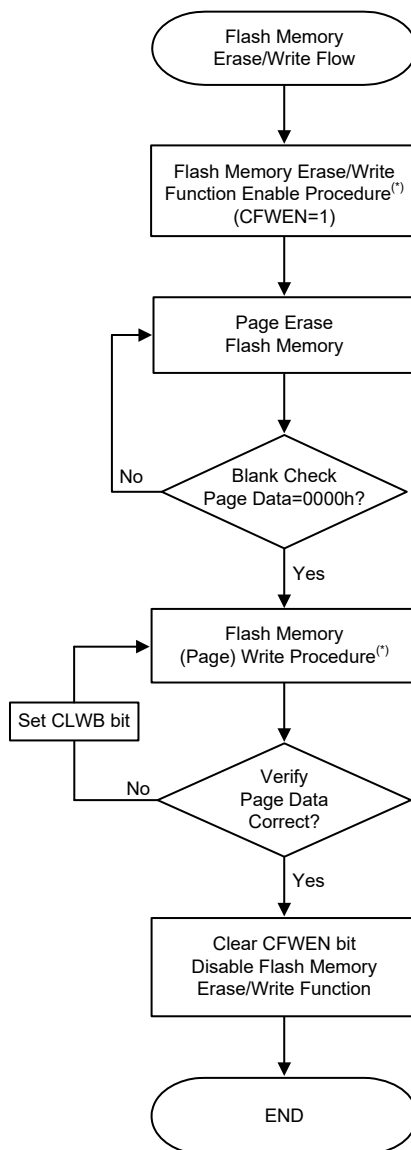 Flash Memory
Erase/Write Flow
Flash Memory Erase/Write
Function Enable Procedure(*)
(CFWEN=1)
Page Erase
Flash Memory
Blank Check
Page Data=0000h?
No
Yes
Flash Memory
(Page) Write Procedure(*)
Set CLWB bit
Verify
Page Data
Correct?
No
Yes
Clear CFWEN bit
Disable Flash Memory
Erase/Write Function
END